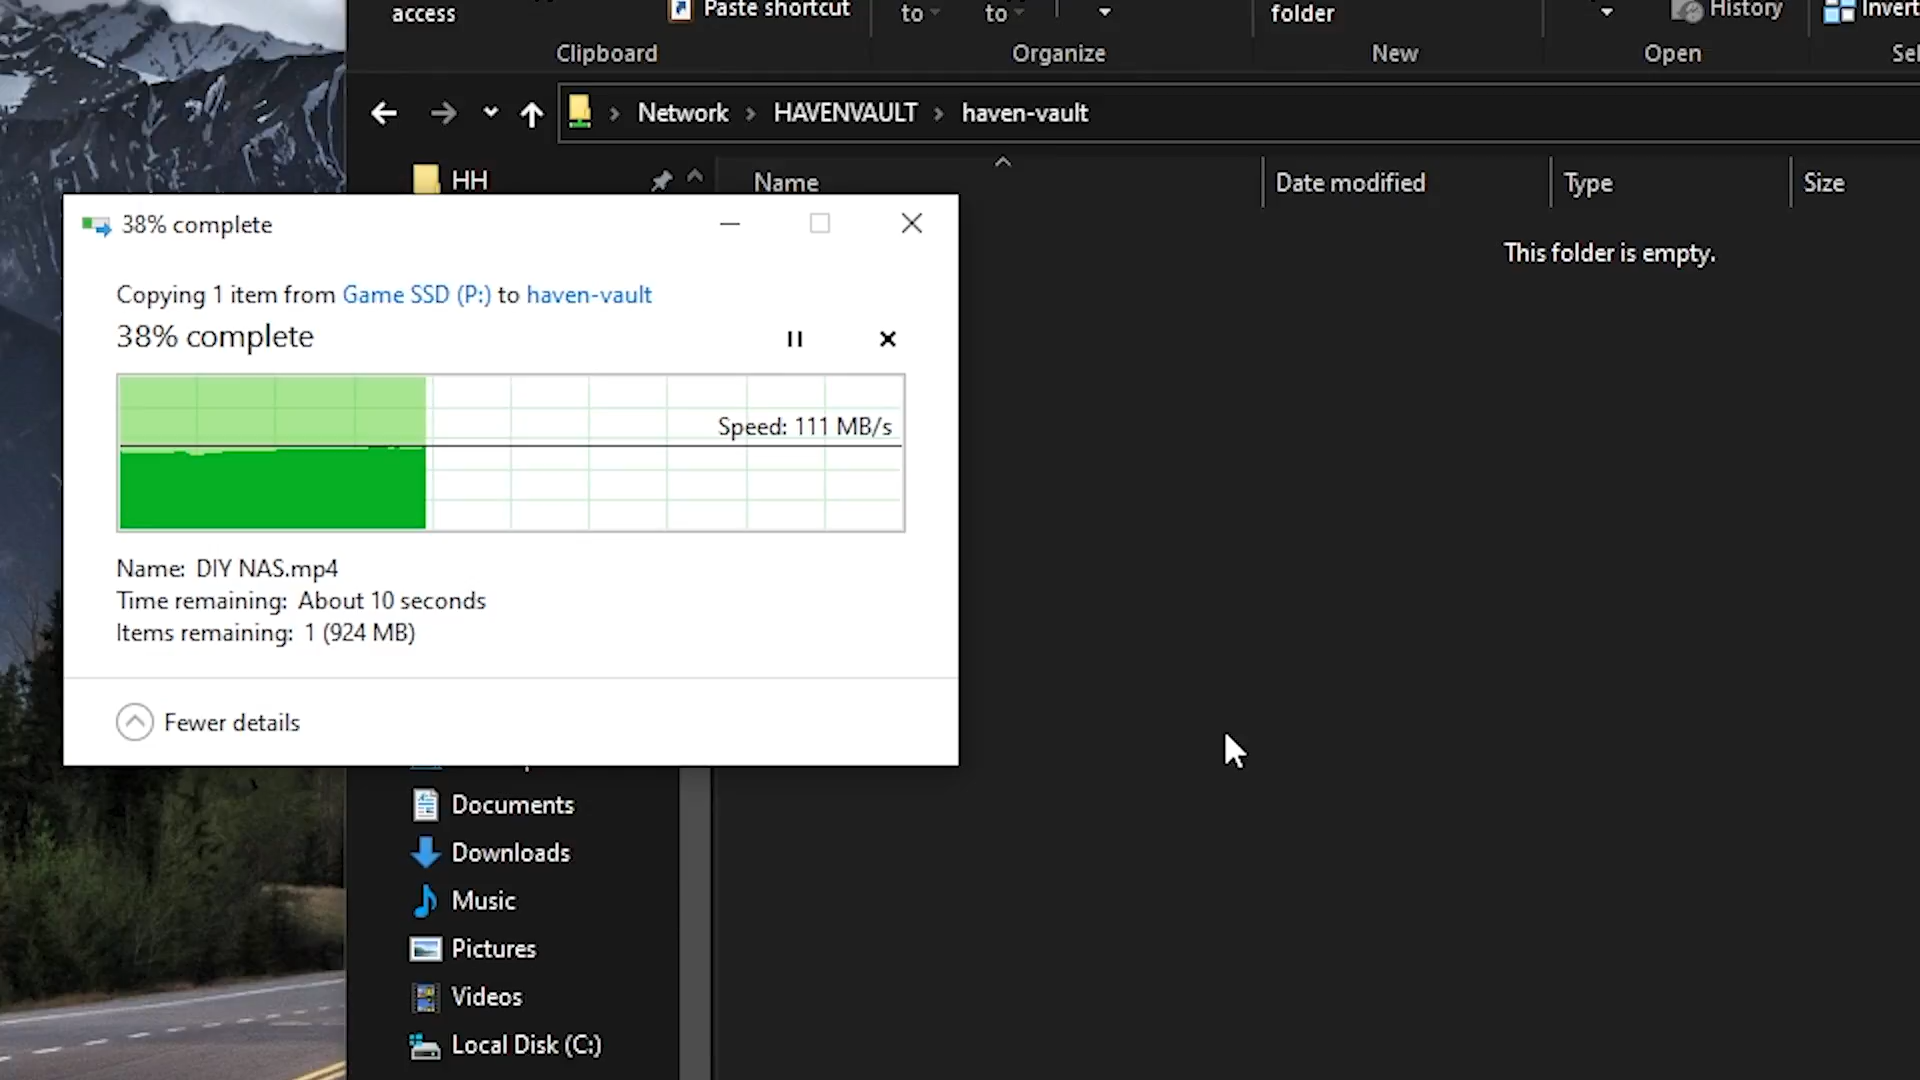 access
Paste shortcut
to
to
folder
History
Invert
Clipboard
Organize
New
Open
Network > HAVENVAULT > haven-vault
HH
Name
Date modified
Type
Size
This folder is empty.
38% complete
Copying 1 item from Game SSD (P:) to haven-vault
38% complete
Speed: 111 MB/s
Name: DIY NAS.mp4
Time remaining: About 10 seconds
Items remaining: 1 (924 MB)
Fewer details
Documents
Downloads
Music
Pictures
Videos
Local Disk (C:)